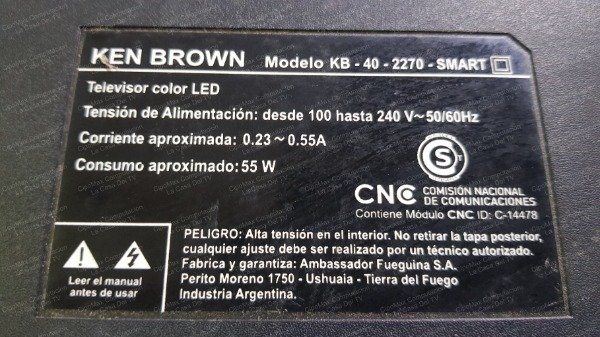 KEN BROWN Modelo KB - 40 - 2270 - SMART
Televisor color LED
Tensión de Alimentación: desde 100 hasta 240 V~50/60Hz
Corriente aproximada: 0.23 ~ 0.55A
Consumo aproximado: 55 W
S
CNC COMISIÓN NACIONAL
DE COMUNICACIONES
Contiene Módulo CNC ID: C-14478
PELIGRO: Alta tensión en el interior. No retirar la tapa posterior,
cualquier ajuste debe ser realizado por un técnico autorizado.
Fabrica y garantiza: Ambassador Fueguina S.A.
Perito Moreno 1750 - Ushuaia - Tierra del Fuego
Industria Argentina.
Leer el manual
antes de usar